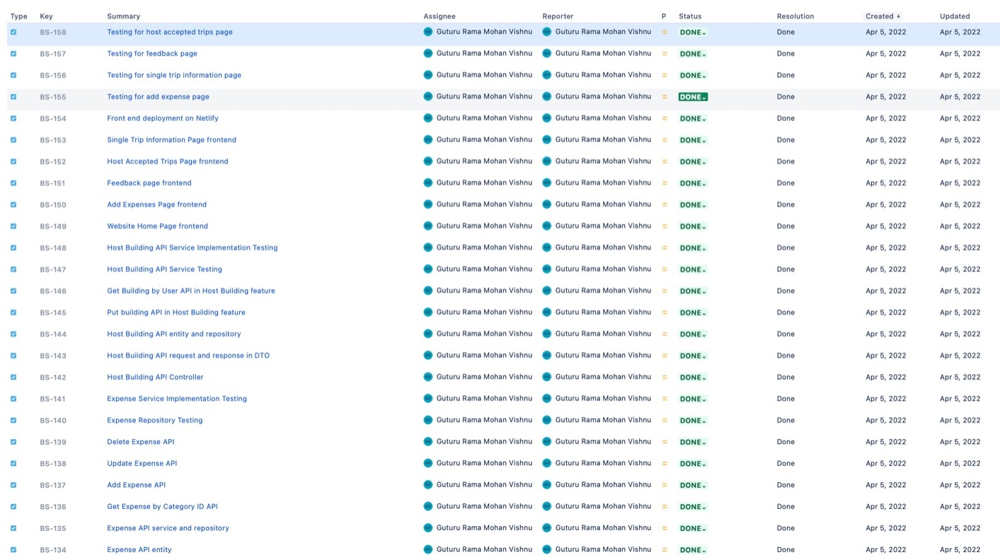 Type Key Summary Assignee Reporter P Status Resolution Created ↓ Updated
BS-158 Testing for host accepted trips page Guturu Rama Mohan Vishnu Guturu Rama Mohan Vishnu DONE Done Apr 5, 2022 Apr 5, 2022
BS-157 Testing for feedback page Guturu Rama Mohan Vishnu Guturu Rama Mohan Vishnu DONE Done Apr 5, 2022 Apr 5, 2022
BS-156 Testing for single trip information page Guturu Rama Mohan Vishnu Guturu Rama Mohan Vishnu DONE Done Apr 5, 2022 Apr 5, 2022
BS-155 Testing for add expense page Guturu Rama Mohan Vishnu Guturu Rama Mohan Vishnu DONE Done Apr 5, 2022 Apr 5, 2022
BS-154 Front end deployment on Netlify Guturu Rama Mohan Vishnu Guturu Rama Mohan Vishnu DONE Done Apr 5, 2022 Apr 5, 2022
BS-153 Single Trip Information Page frontend Guturu Rama Mohan Vishnu Guturu Rama Mohan Vishnu DONE Done Apr 5, 2022 Apr 5, 2022
BS-152 Host Accepted Trips Page frontend Guturu Rama Mohan Vishnu Guturu Rama Mohan Vishnu DONE Done Apr 5, 2022 Apr 5, 2022
BS-151 Feedback page frontend Guturu Rama Mohan Vishnu Guturu Rama Mohan Vishnu DONE Done Apr 5, 2022 Apr 5, 2022
BS-150 Add Expenses Page frontend Guturu Rama Mohan Vishnu Guturu Rama Mohan Vishnu DONE Done Apr 5, 2022 Apr 5, 2022
BS-149 Website Home Page frontend Guturu Rama Mohan Vishnu Guturu Rama Mohan Vishnu DONE Done Apr 5, 2022 Apr 5, 2022
BS-148 Host Building API Service Implementation Testing Guturu Rama Mohan Vishnu Guturu Rama Mohan Vishnu DONE Done Apr 5, 2022 Apr 5, 2022
BS-147 Host Building API Service Testing Guturu Rama Mohan Vishnu Guturu Rama Mohan Vishnu DONE Done Apr 5, 2022 Apr 5, 2022
BS-146 Get Building by User API in Host Building feature Guturu Rama Mohan Vishnu Guturu Rama Mohan Vishnu DONE Done Apr 5, 2022 Apr 5, 2022
BS-145 Put building API in Host Building feature Guturu Rama Mohan Vishnu Guturu Rama Mohan Vishnu DONE Done Apr 5, 2022 Apr 5, 2022
BS-144 Host Building API entity and repository Guturu Rama Mohan Vishnu Guturu Rama Mohan Vishnu DONE Done Apr 5, 2022 Apr 5, 2022
BS-143 Host Building API request and response in DTO Guturu Rama Mohan Vishnu Guturu Rama Mohan Vishnu DONE Done Apr 5, 2022 Apr 5, 2022
BS-142 Host Building API Controller Guturu Rama Mohan Vishnu Guturu Rama Mohan Vishnu DONE Done Apr 5, 2022 Apr 5, 2022
BS-141 Expense Service Implementation Testing Guturu Rama Mohan Vishnu Guturu Rama Mohan Vishnu DONE Done Apr 5, 2022 Apr 5, 2022
BS-140 Expense Repository Testing Guturu Rama Mohan Vishnu Guturu Rama Mohan Vishnu DONE Done Apr 5, 2022 Apr 5, 2022
BS-139 Delete Expense API Guturu Rama Mohan Vishnu Guturu Rama Mohan Vishnu DONE Done Apr 5, 2022 Apr 5, 2022
BS-138 Update Expense API Guturu Rama Mohan Vishnu Guturu Rama Mohan Vishnu DONE Done Apr 5, 2022 Apr 5, 2022
BS-137 Add Expense API Guturu Rama Mohan Vishnu Guturu Rama Mohan Vishnu DONE Done Apr 5, 2022 Apr 5, 2022
BS-136 Get Expense by Category ID API Guturu Rama Mohan Vishnu Guturu Rama Mohan Vishnu DONE Done Apr 5, 2022 Apr 5, 2022
BS-135 Expense API service and repository Guturu Rama Mohan Vishnu Guturu Rama Mohan Vishnu DONE Done Apr 5, 2022 Apr 5, 2022
BS-134 Expense API entity Guturu Rama Mohan Vishnu Guturu Rama Mohan Vishnu DONE Done Apr 5, 2022 Apr 5, 2022